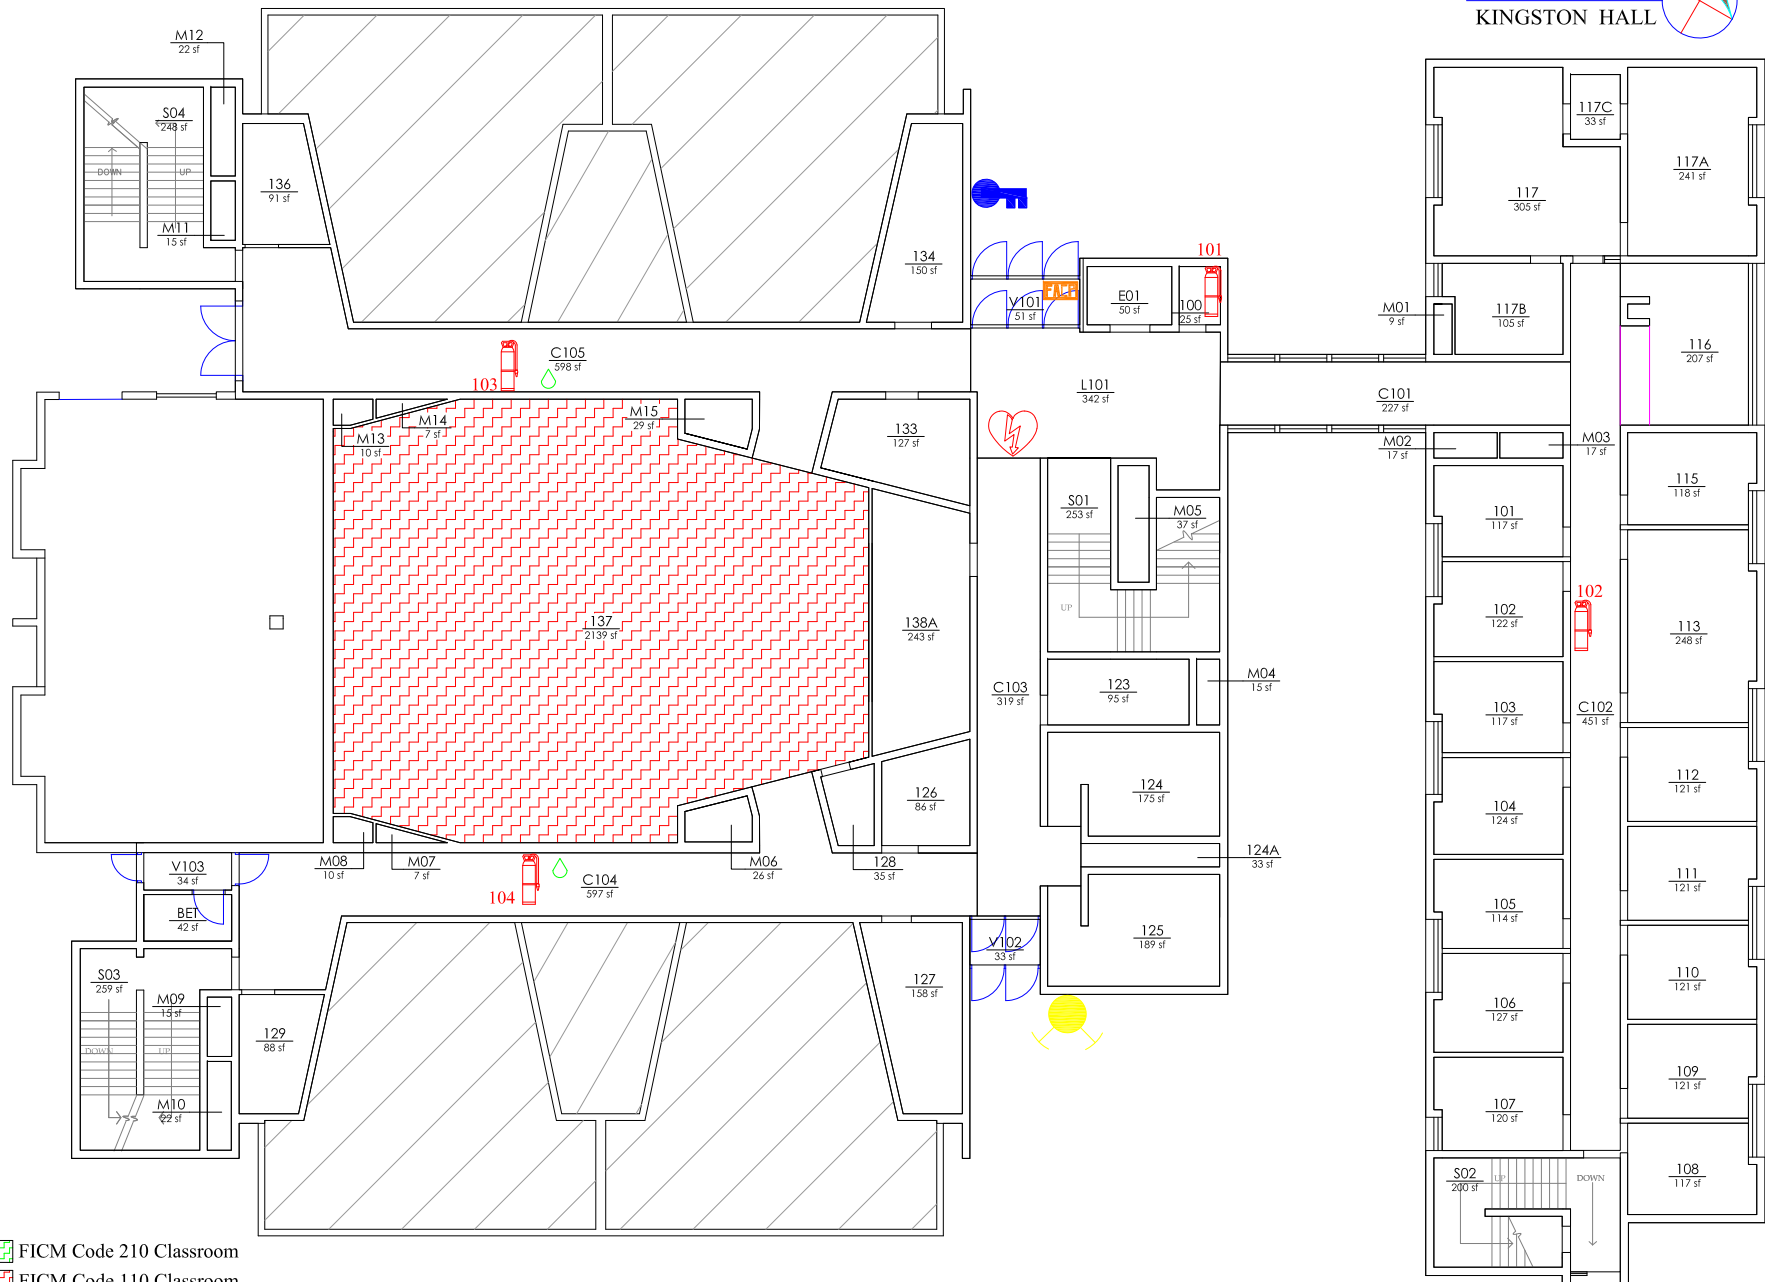 KINGSTON HALL
M12
22 sf
S04
248 sf
DOWN
UP
136
91 sf
M11
15 sf
134
150 sf
V101
51 sf
FACP
E01
50 sf
101
100
25 sf
117C
33 sf
117
305 sf
117A
241 sf
M01
9 sf
117B
105 sf
116
207 sf
C105
598 sf
103
L101
342 sf
C101
227 sf
M13
10 sf
M14
7 sf
M15
29 sf
133
127 sf
M02
17 sf
M03
17 sf
S01
253 sf
UP
M05
37 sf
115
118 sf
101
117 sf
102
122 sf
102
113
248 sf
137
2139 sf
138A
243 sf
C103
319 sf
123
95 sf
M04
15 sf
103
117 sf
C102
451 sf
124
175 sf
112
121 sf
104
124 sf
126
86 sf
M08
10 sf
M07
7 sf
M06
26 sf
128
35 sf
124A
33 sf
V103
34 sf
104
C104
597 sf
111
121 sf
BET
42 sf
105
114 sf
125
189 sf
V102
33 sf
S03
259 sf
DOWN
UP
M09
15 sf
127
158 sf
110
121 sf
106
127 sf
129
88 sf
109
121 sf
M10
22 sf
107
120 sf
108
117 sf
S02
200 sf
UP
DOWN
FICM Code 210 Classroom
FICM Code 110 Classroom